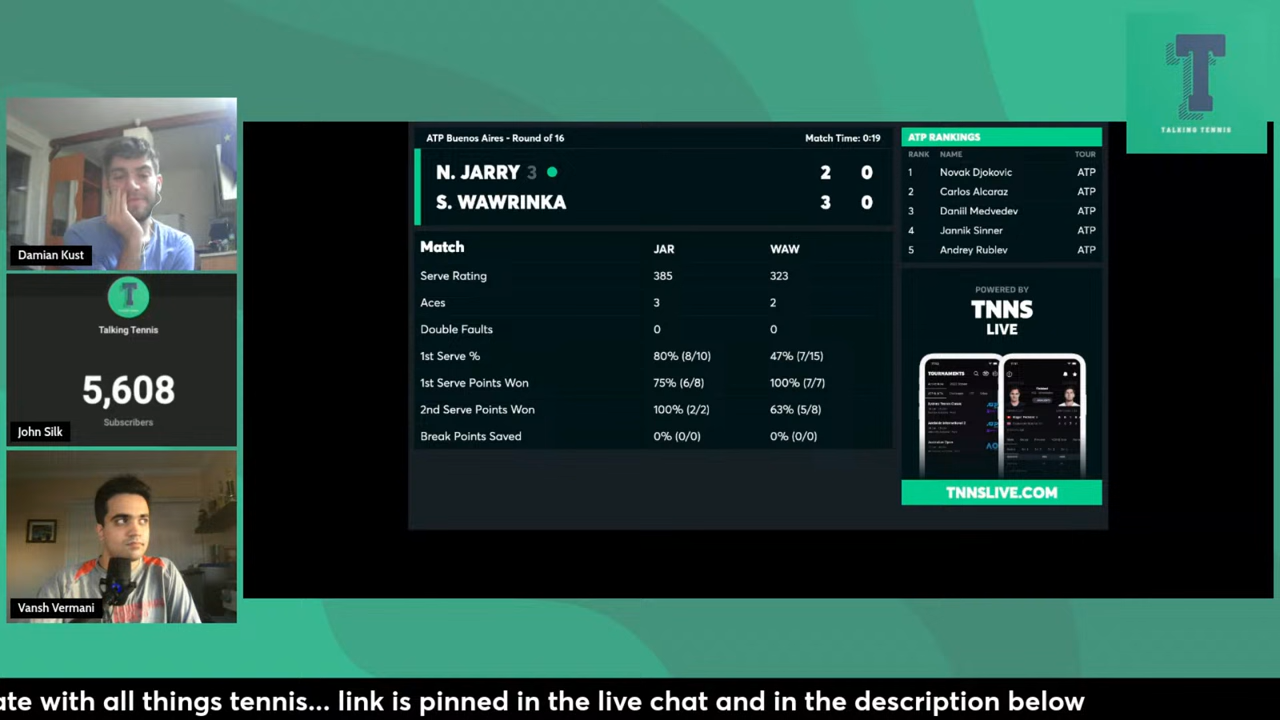 T
TALKING TENNIS
Damian Kust
T
Talking Tennis
5,608
Subscribers
John Silk
Vansh Vermani
ATP Buenos Aires - Round of 16 Match Time: 0:19
N. JARRY 3 2 0
S. WAWRINKA 3 0
Match JAR WAW
Serve Rating 385 323
Aces 3 2
Double Faults 0 0
1st Serve % 80% (8/10) 47% (7/15)
1st Serve Points Won 75% (6/8) 100% (7/7)
2nd Serve Points Won 100% (2/2) 63% (5/8)
Break Points Saved 0% (0/0) 0% (0/0)
ATP RANKINGS
RANK NAME TOUR
1 Novak Djokovic ATP
2 Carlos Alcaraz ATP
3 Daniil Medvedev ATP
4 Jannik Sinner ATP
5 Andrey Rublev ATP
POWERED BY
TNNS
LIVE
TOURNAMENTS
TNNSLIVE.COM
ate with all things tennis... link is pinned in the live chat and in the description below